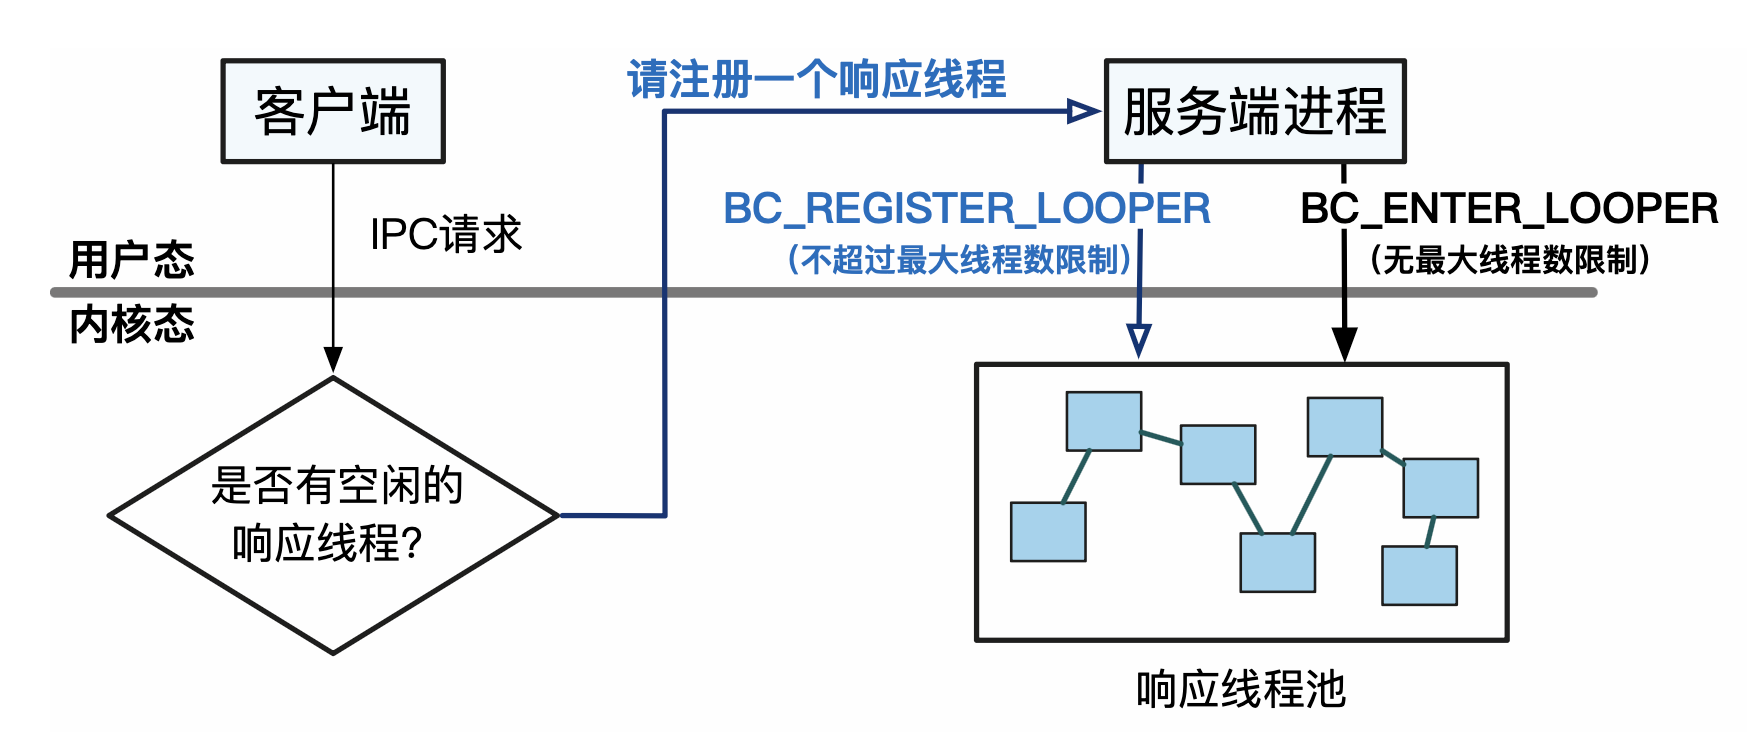 请注册一个响应线程
客户端
服务端进程
BC_REGISTER_LOOPER
(不超过最大线程数限制)
BC_ENTER_LOOPER
(无最大线程数限制)
IPC请求
用户态
内核态
是否有空闲的
响应线程?
响应线程池